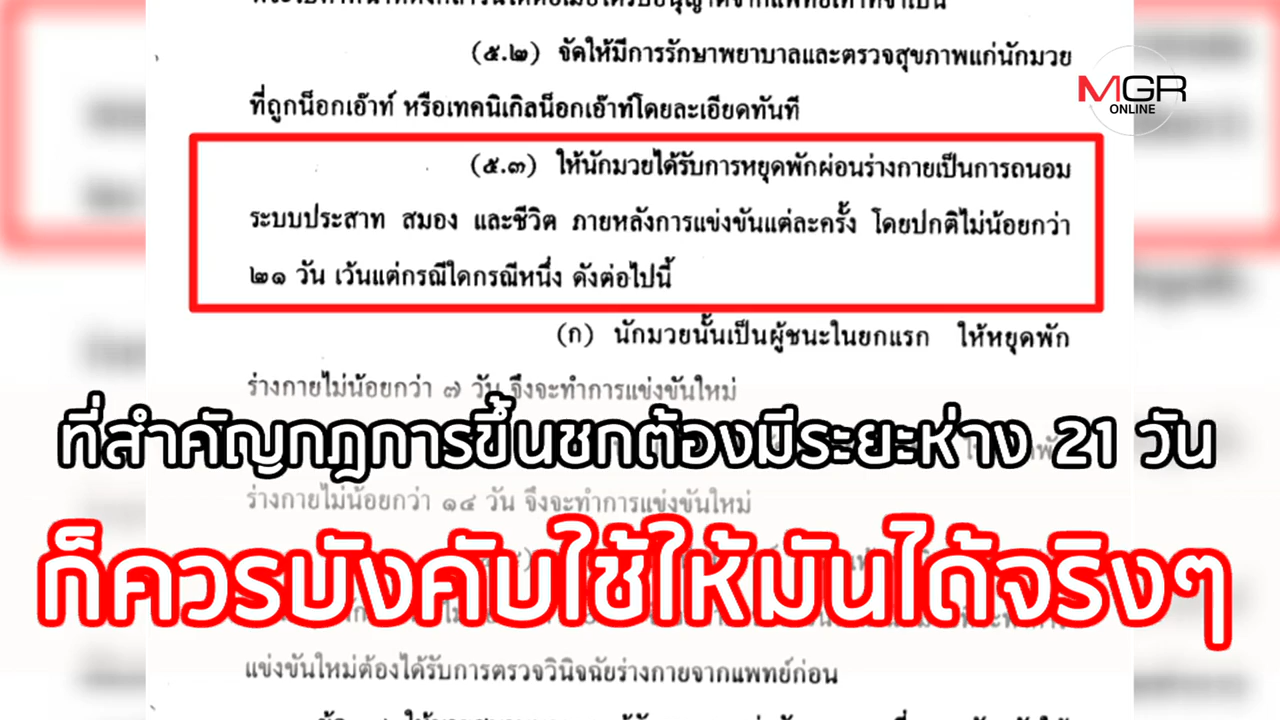 (๕.๒) จัดให้มีการรักษาพยาบาลและตรวจสุขภาพแก่นักมวย
ที่ถูกน็อกเอ๊าท์ หรือเทคนิเกิลน็อกเอ๊าท์โดยละเอียดทันที
MGR
ONLINE
(๕.๓) ให้นักมวยได้รับการหยุดพักผ่อนร่างกายเป็นการถนอม
ระบบประสาท สมอง และชีวิต ภายหลังการแข่งขันแต่ละครั้ง โดยปกติไม่น้อยกว่า
๒๑ วัน เว้นแต่กรณีใดกรณีหนึ่ง ดังต่อไปนี้
(ก) นักมวยนั้นเป็นผู้ชนะในยกแรก ให้หยุดพัก
ร่างกายไม่น้อยกว่า ๗ วัน จึงจะทำการแข่งขันใหม่
ที่สำคัญกฎการขึ้นชกต้องมีระยะห่าง 21 วัน
ร่างกายไม่น้อยกว่า ๑๔ วัน จึงจะทำการแข่งขันใหม่
ก็ควรบังคับใช้ให้มันได้จริงๆ
แข่งขันใหม่ต้องได้รับการตรวจวินิจฉัยร่างกายจากแพทย์ก่อน